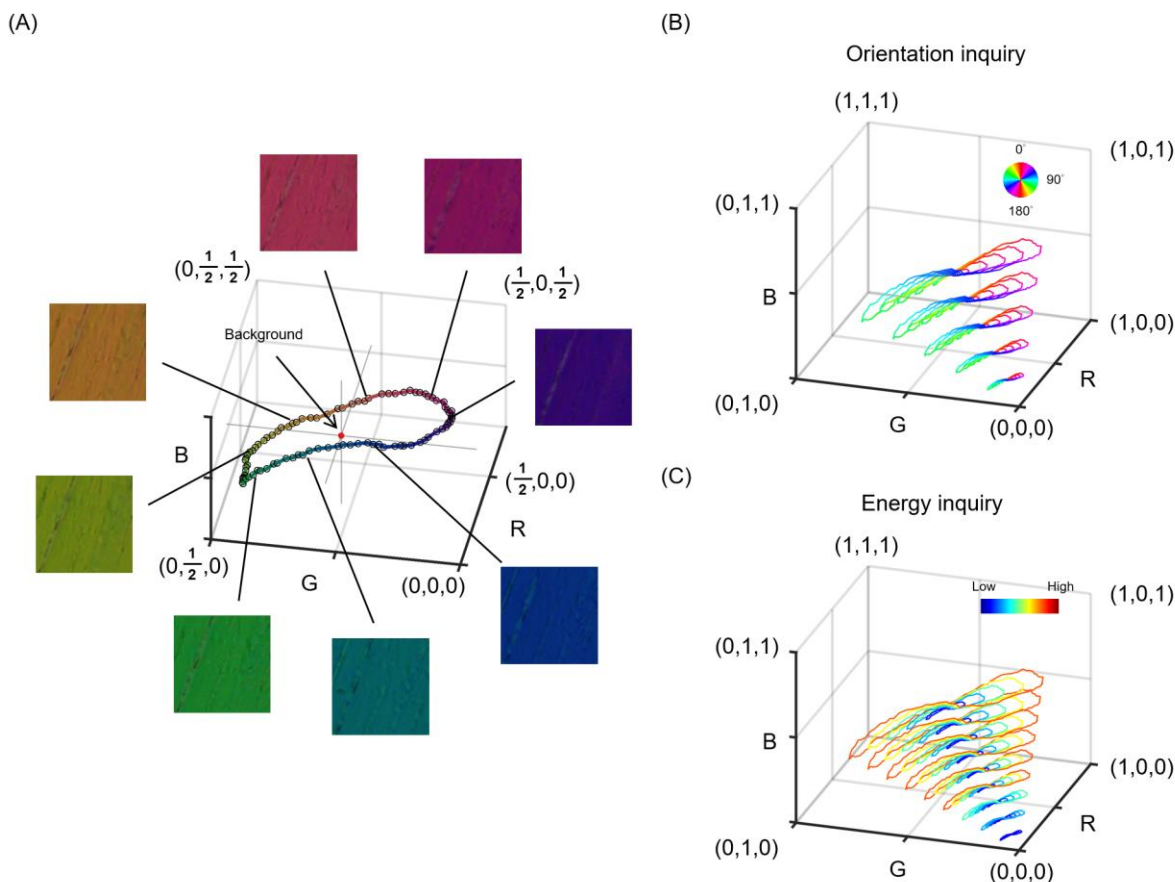 (A)
(0,1/2,1/2)
(1/2,0,1/2)
Background
B
(1/2,0,0)
R
(0,1/2,0)
G
(0,0,0)
(B)
Orientation inquiry
(1,1,1)
(1,0,1)
0°
90°
180°
(0,1,1)
B
(1,0,0)
R
(0,1,0)
G
(0,0,0)
(C)
Energy inquiry
(1,1,1)
Low High
(1,0,1)
(0,1,1)
B
(1,0,0)
R
(0,1,0)
G
(0,0,0)